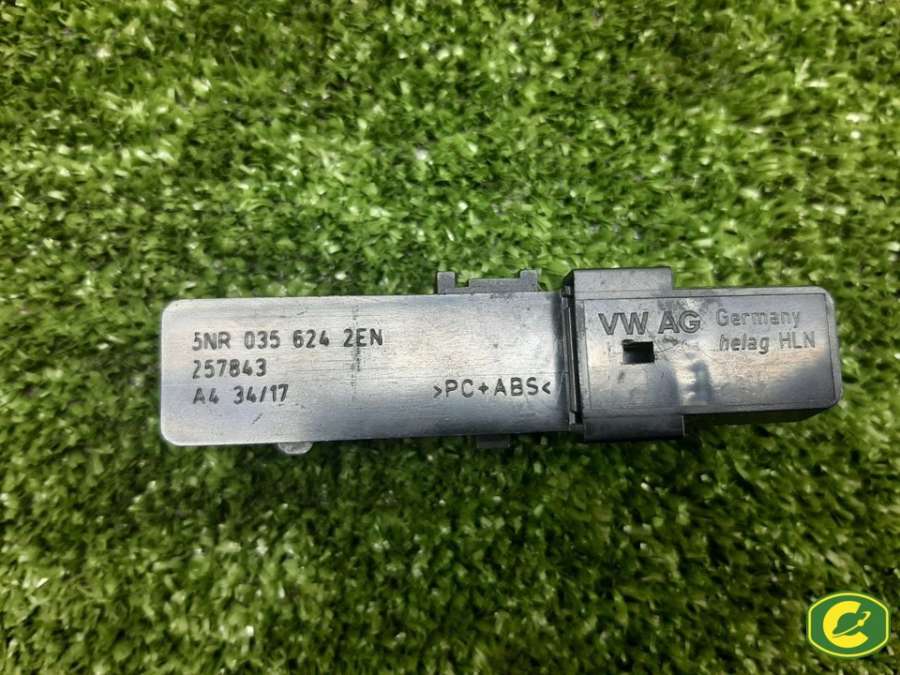 5NR 035 624 2EN
257843
A4 34/17
>PC+ABS<
VW AG
Germany
helag HLN